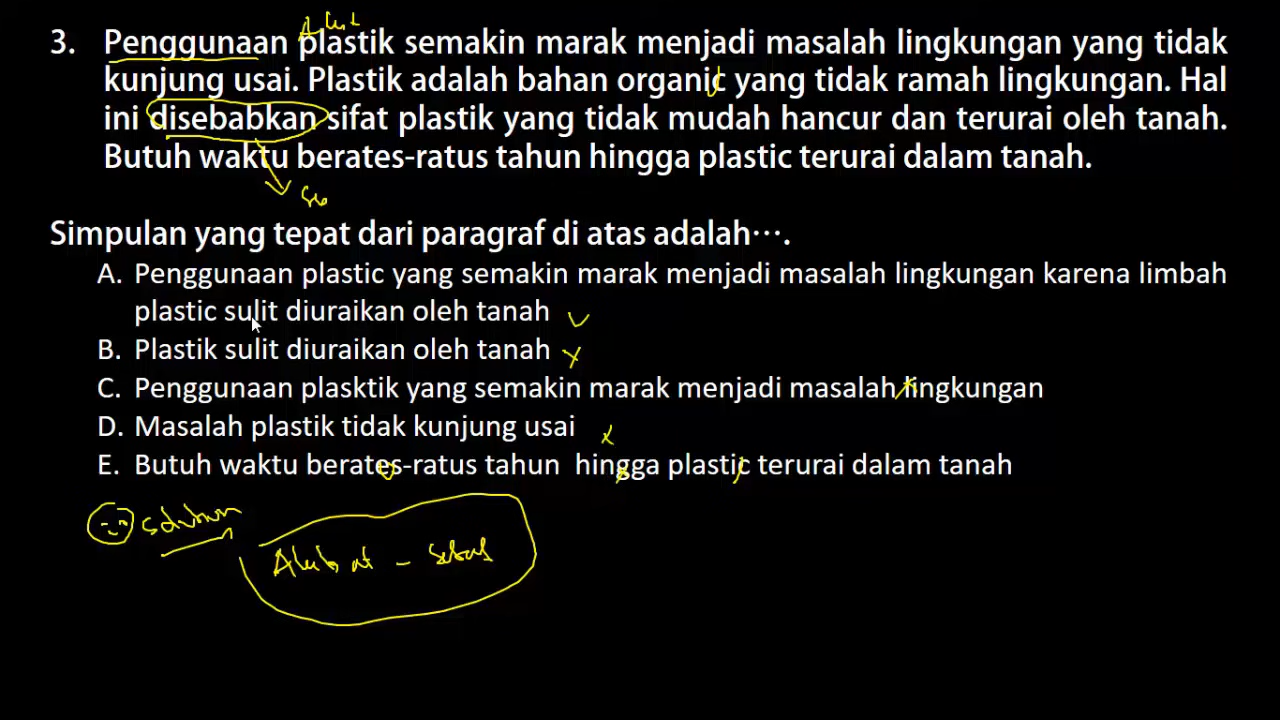 3. Penggunaan plastik semakin marak menjadi masalah lingkungan yang tidak
kunjung usai. Plastik adalah bahan organic yang tidak ramah lingkungan. Hal
ini disebabkan sifat plastik yang tidak mudah hancur dan terurai oleh tanah.
Butuh waktu berates-ratus tahun hingga plastic terurai dalam tanah.
Simpulan yang tepat dari paragraf di atas adalah….
A. Penggunaan plastic yang semakin marak menjadi masalah lingkungan karena limbah
plastic sulit diuraikan oleh tanah
B. Plastik sulit diuraikan oleh tanah
C. Penggunaan plasktik yang semakin marak menjadi masalah lingkungan
D. Masalah plastik tidak kunjung usai
E. Butuh waktu berates-ratus tahun hingga plastic terurai dalam tanah
Akibat - sebab